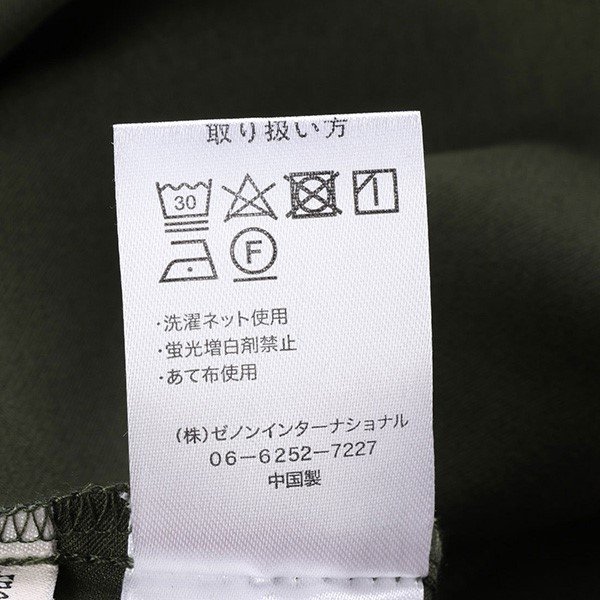 取り扱い方
30
F
・洗濯ネット使用
・蛍光増白剤禁止
・あて布使用
(株)ゼノンインターナショナル
06-6252-7227
中国製